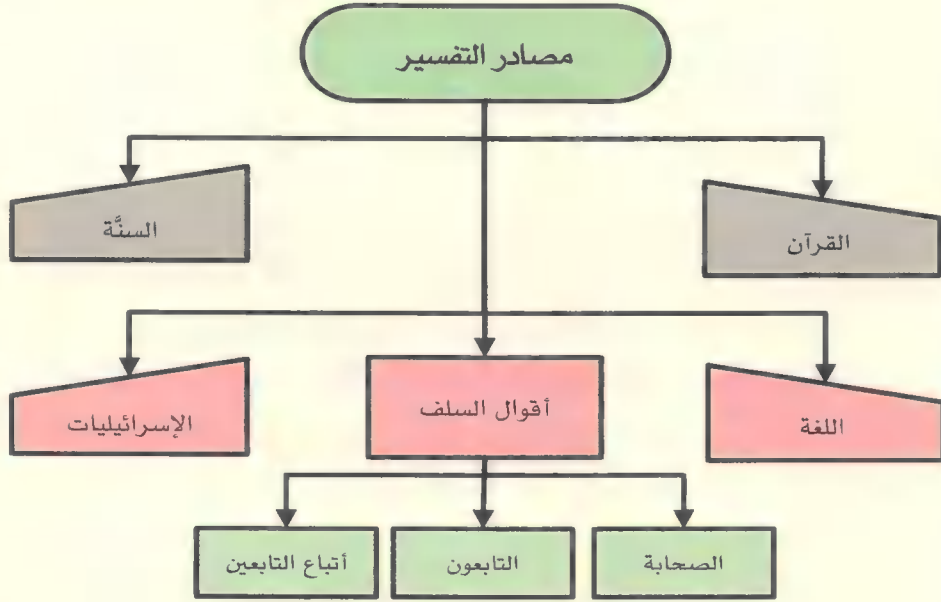 مصادر التفسير
القرآن
السنَّة
اللغة
أقوال السلف
الإسرائيليات
الصحابة
التابعون
أتباع التابعين